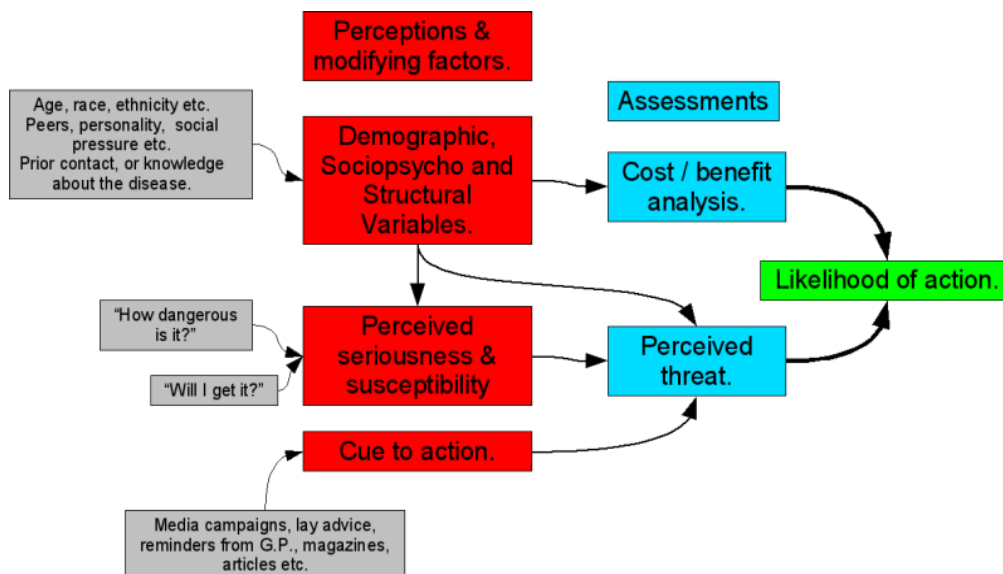 Perceptions &
modifying factors.
Assessments
Age, race, ethnicity etc.
Peers, personality, social
pressure etc.
Prior contact, or knowledge
about the disease.
Demographic,
Sociopsycho and
Structural
Variables.
Cost / benefit
analysis.
Likelihood of action.
“How dangerous
is it?”
“Will I get it?”
Perceived
seriousness &
susceptibility
Perceived
threat.
Cue to action.
Media campaigns, lay advice,
reminders from G.P., magazines,
articles etc.